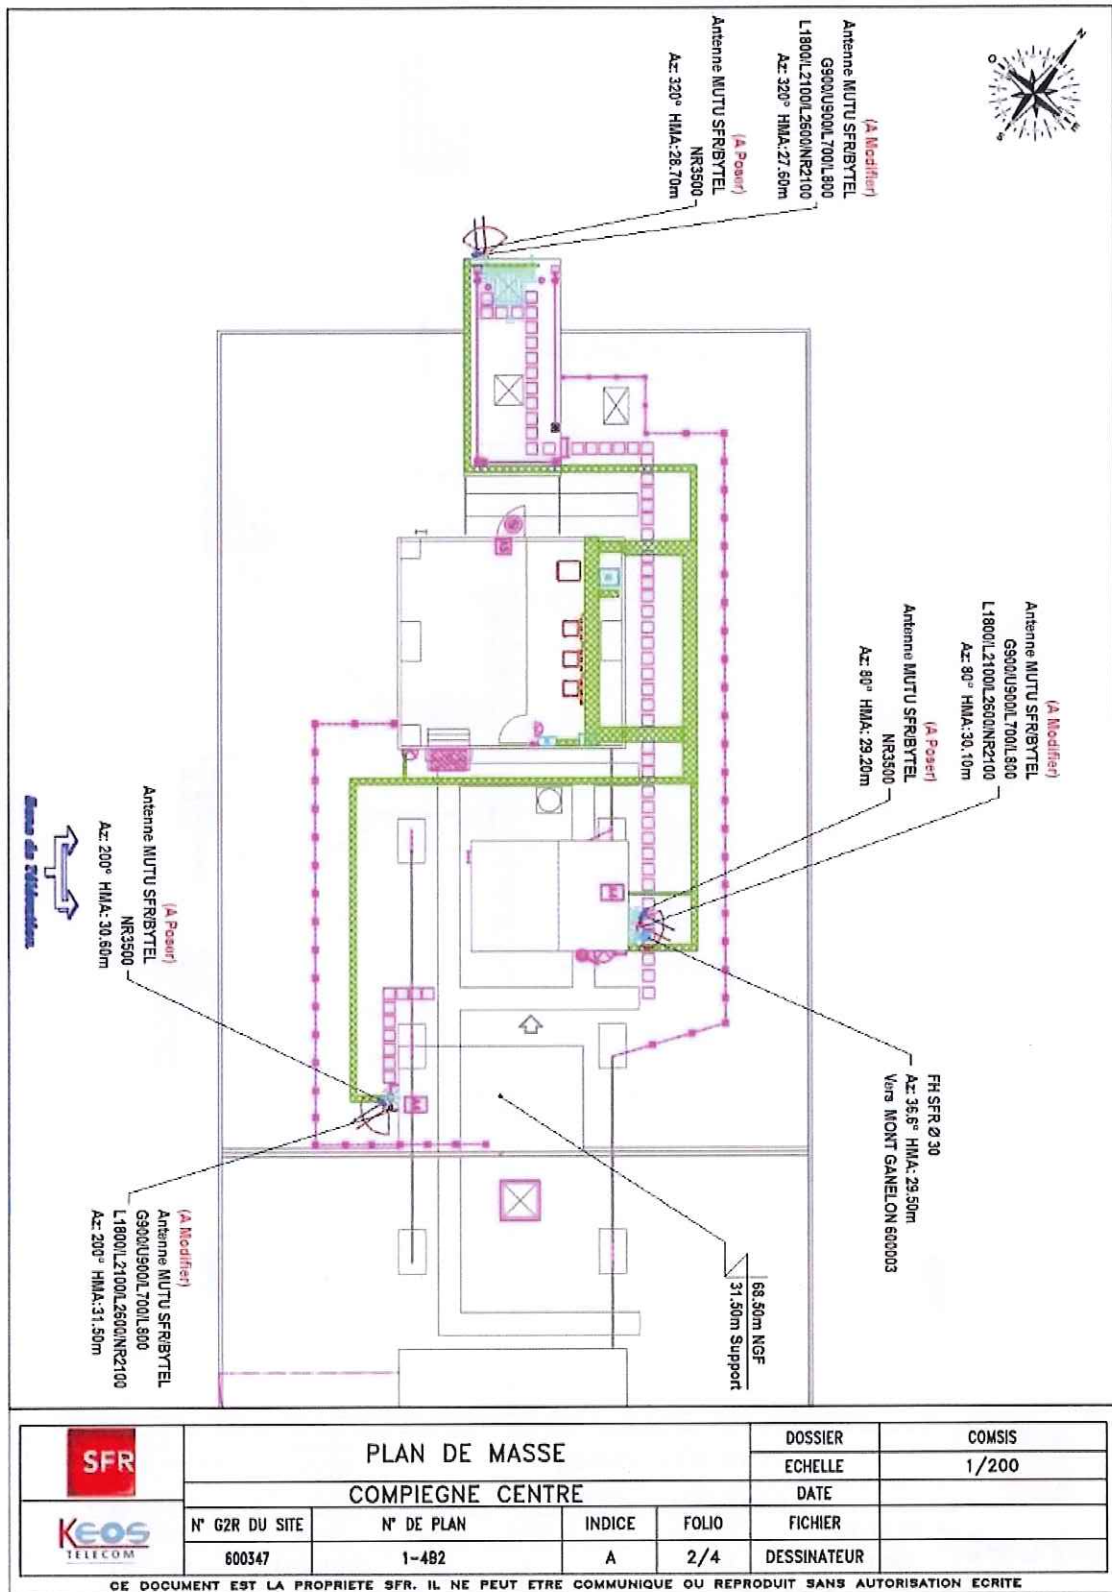 (A Modifier)
Antenne MUTU SFR/BYTEL
G900/U900/L700/L800
L1800/L2100/L2600/NR2100
Az: 320° HMA:27.60m
(A Poser)
Antenne MUTU SFR/BYTEL
NR3500
Az: 320° HMA:28.70m
(A Modifier)
Antenne MUTU SFR/BYTEL
G900/U900/L700/L800
L1800/L2100/L2600/NR2100
Az: 80° HMA:30.10m
(A Poser)
Antenne MUTU SFR/BYTEL
NR3500
Az: 80° HMA:29.20m
FH SFR Ø 30
Az: 36.6° HMA: 29.50m
Vers MONT GANELON 600003
68.50m NGF
31.50m Support
(A Poser)
Antenne MUTU SFR/BYTEL
NR3500
Az: 200° HMA: 30.60m
(A Modifier)
Antenne MUTU SFR/BYTEL
G900/U900/L700/L800
L1800/L2100/L2600/NR2100
Az: 200° HMA:31.50m
Sens de l'élévation
N
E
S
O
SFR
KEOS
TELECOM
PLAN DE MASSE
COMPIEGNE CENTRE
N° G2R DU SITE
N° DE PLAN
INDICE
FOLIO
600347
1-4B2
A
2/4
DOSSIER
COMSIS
ECHELLE
1/200
DATE
FICHIER
DESSINATEUR
CE DOCUMENT EST LA PROPRIETE SFR. IL NE PEUT ETRE COMMUNIQUE OU REPRODUIT SANS AUTORISATION ECRITE